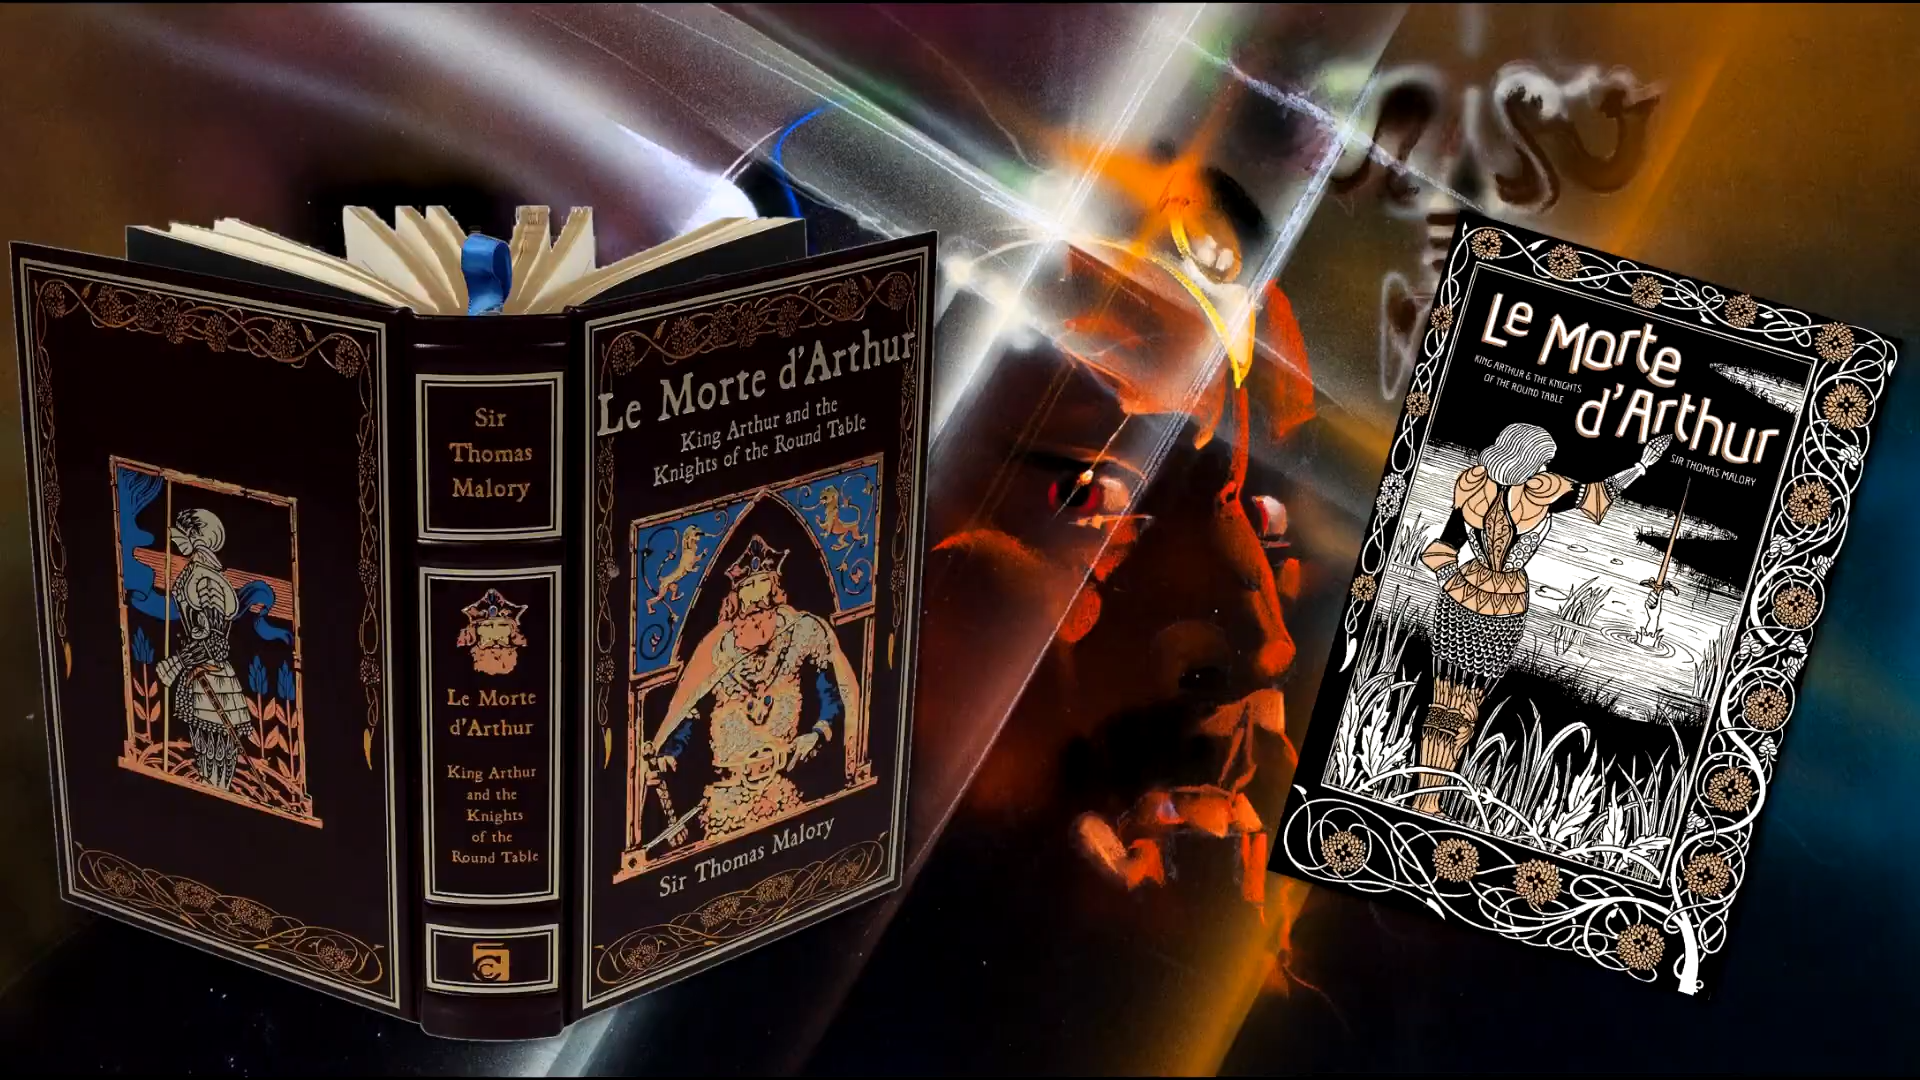 Sir
Thomas
Malory
Le Morte
d'Arthur
King Arthur
and the
Knights
of the
Round Table
Le Morte d'Arthur
King Arthur and the
Knights of the Round Table
Sir Thomas Malory
Le Morte
d'Arthur
KING ARTHUR & THE KNIGHTS
OF THE ROUND TABLE
SIR THOMAS MALORY